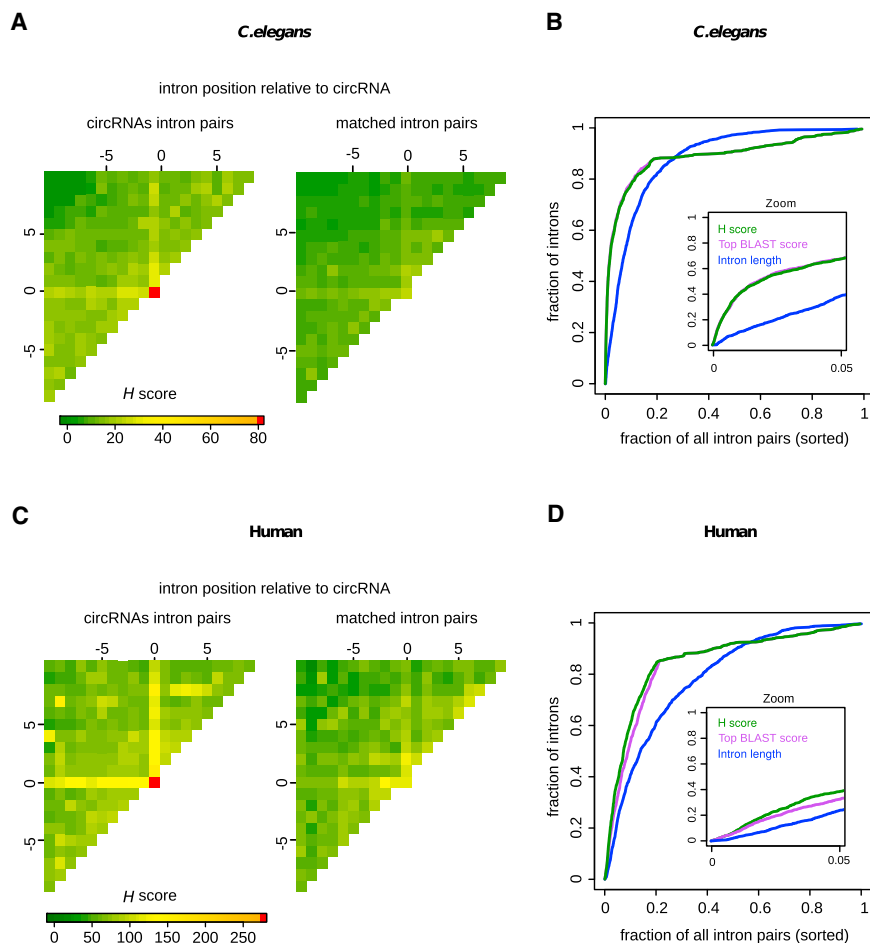 A
C.elegans
intron position relative to circRNA
circRNAs intron pairs
matched intron pairs
-5 0 5
-5 0 5
5
0
-5
5
0
-5
H score
0 20 40 60 80
B
C.elegans
fraction of introns
1
0.8
0.6
0.4
0.2
0
Zoom
H score
Top BLAST score
Intron length
1
0.8
0.6
0.4
0.2
0
0 0.05
0 0.2 0.4 0.6 0.8 1
fraction of all intron pairs (sorted)
C
Human
intron position relative to circRNA
circRNAs intron pairs
matched intron pairs
-5 0 5
-5 0 5
5
0
-5
5
0
-5
H score
0 50 100 150 200 250
D
Human
fraction of introns
1
0.8
0.6
0.4
0.2
0
Zoom
H score
Top BLAST score
Intron length
1
0.8
0.6
0.4
0.2
0
0 0.05
0 0.2 0.4 0.6 0.8 1
fraction of all intron pairs (sorted)